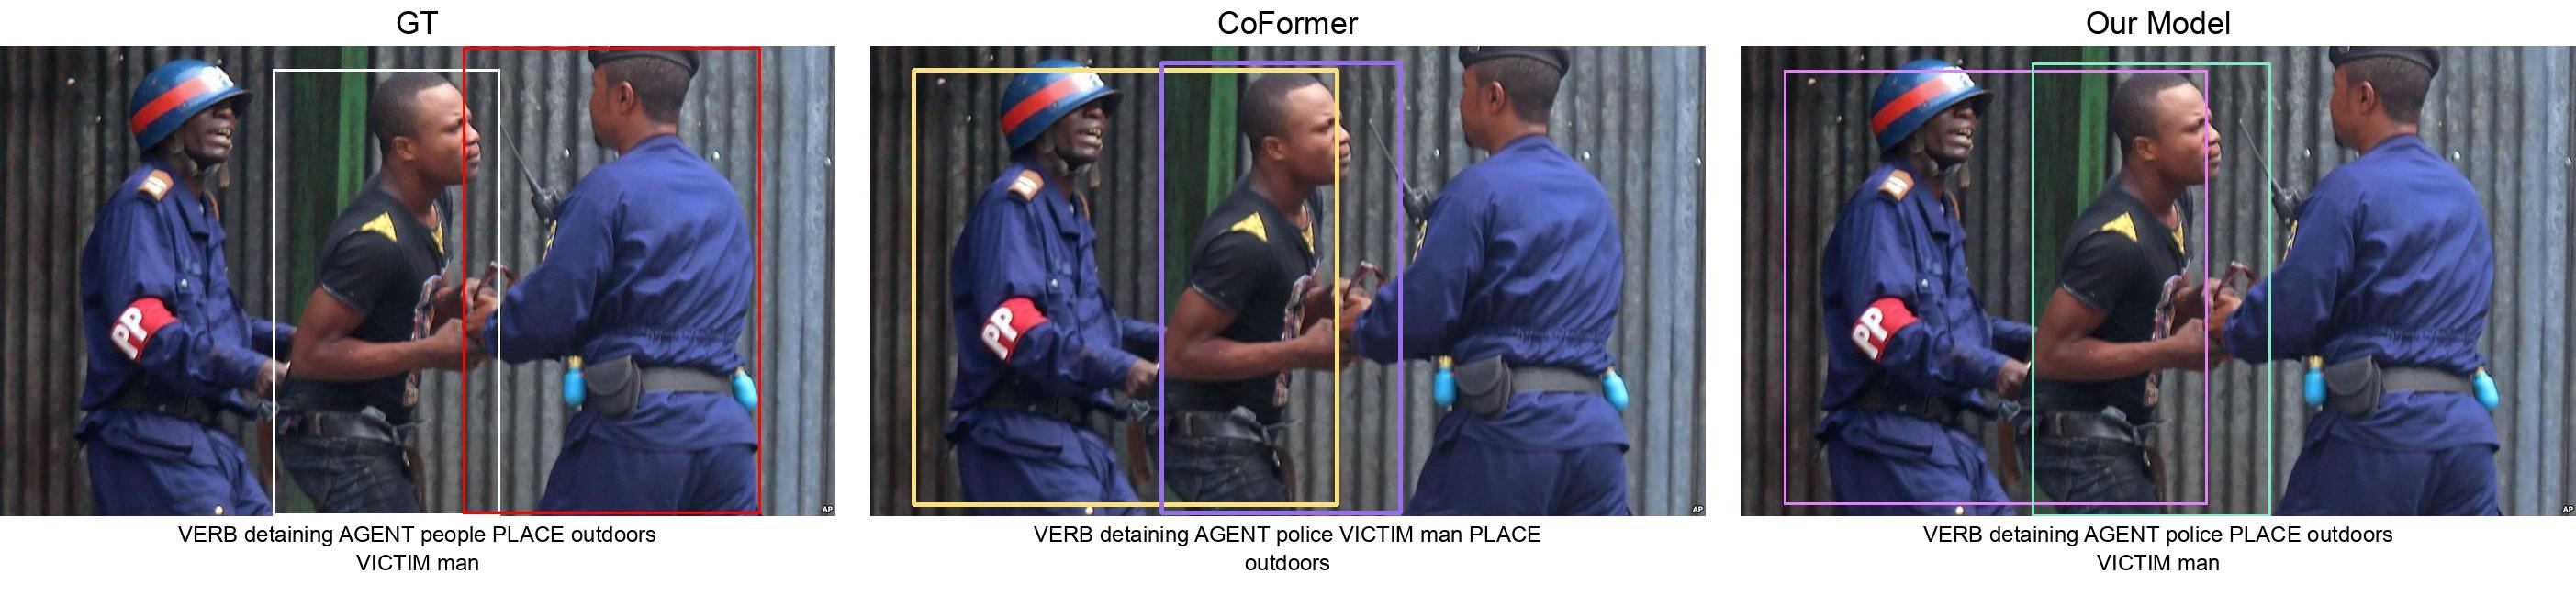 GT
CoFormer
Our Model
PP
AP
PP
AP
PP
AP
VERB detaining AGENT people PLACE outdoors
VICTIM man
VERB detaining AGENT police VICTIM man PLACE
outdoors
VERB detaining AGENT police PLACE outdoors
VICTIM man